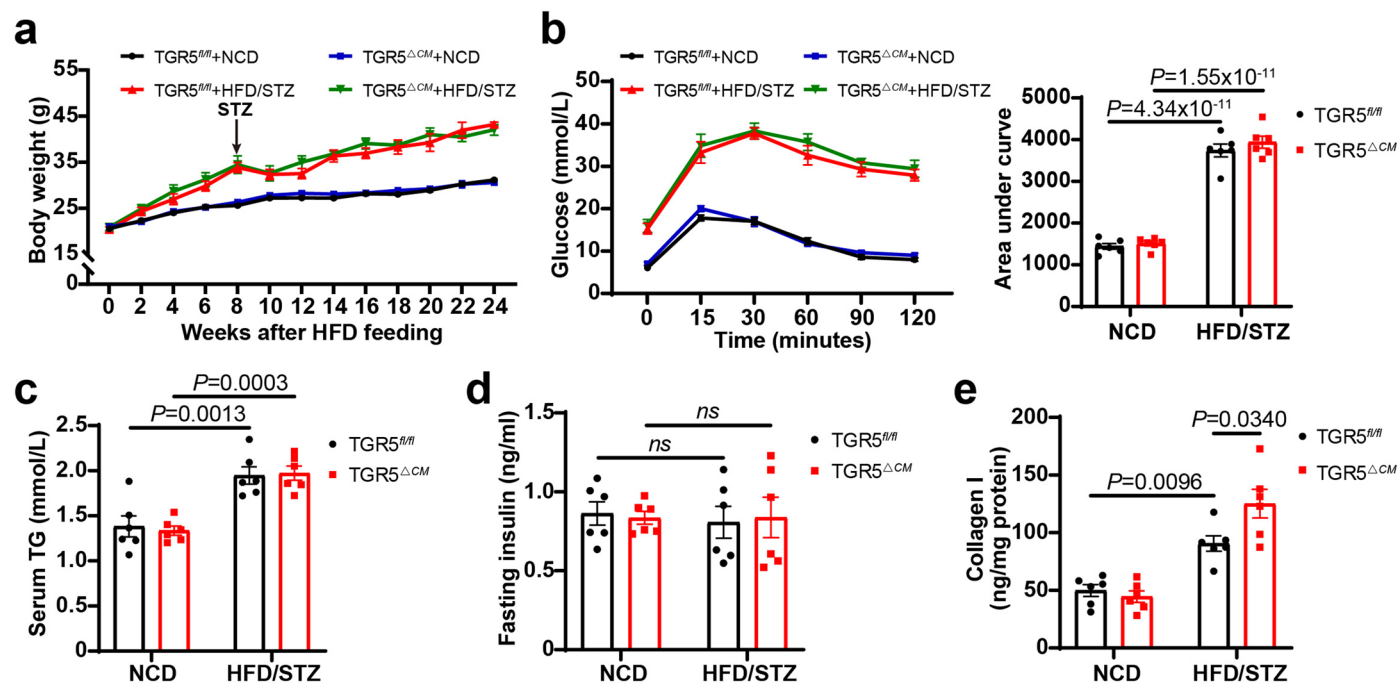 a
TGR5fl/fl+NCD
TGR5△CM+NCD
TGR5fl/fl+HFD/STZ
TGR5△CM+HFD/STZ
STZ
Body weight (g)
55
45
35
25
15
0
0 2 4 6 8 10 12 14 16 18 20 22 24
Weeks after HFD feeding
b
TGR5fl/fl+NCD
TGR5△CM+NCD
TGR5fl/fl+HFD/STZ
TGR5△CM+HFD/STZ
Glucose (mmol/L)
50
40
30
20
10
0
0 15 30 60 90 120
Time (minutes)
P=1.55x10-11
P=4.34x10-11
Area under curve
5000
4000
3000
2000
1000
0
NCD HFD/STZ
TGR5fl/fl
TGR5△CM
c
P=0.0003
P=0.0013
Serum TG (mmol/L)
2.5
2.0
1.5
1.0
0.5
0
NCD HFD/STZ
TGR5fl/fl
TGR5△CM
d
ns
ns
Fasting insulin (ng/ml)
1.5
1.0
0.5
0
NCD HFD/STZ
TGR5fl/fl
TGR5△CM
e
P=0.0340
P=0.0096
Collagen I
(ng/mg protein)
200
150
100
50
0
NCD HFD/STZ
TGR5fl/fl
TGR5△CM